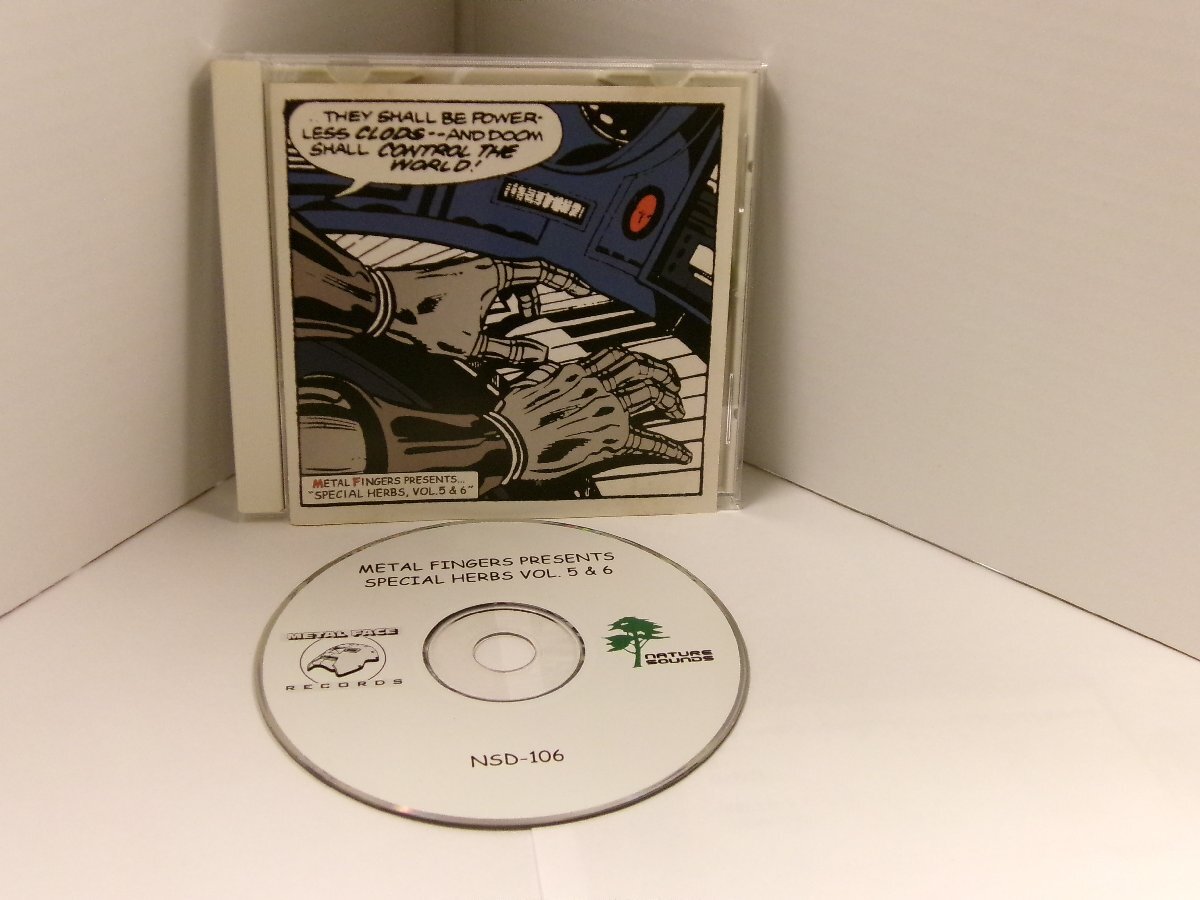 ..THEY SHALL BE POWER-
LESS CLODS--AND DOOM
SHALL CONTROL THE
WORLD!
METAL FINGERS PRESENTS...
"SPECIAL HERBS, VOL.5 & 6"
METAL FINGERS PRESENTS
SPECIAL HERBS VOL. 5 & 6
METAL FACE
RECORDS
NATURE
SOUNDS
NSD-106